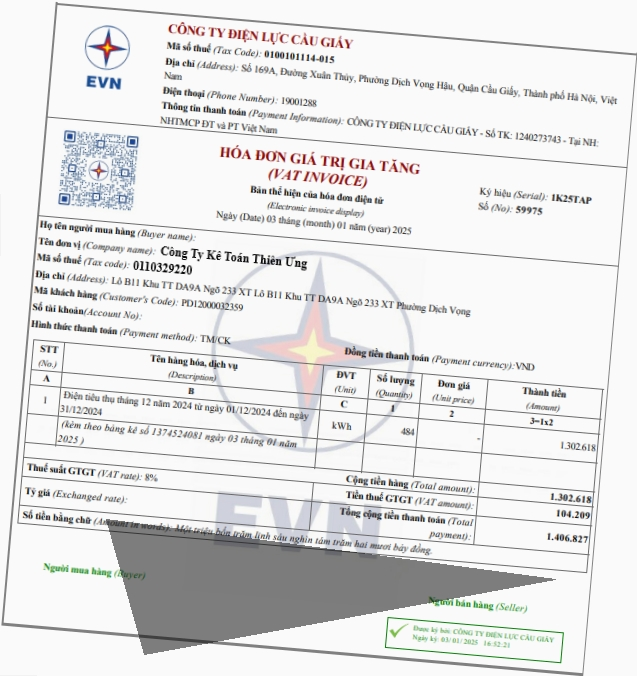 EVN
CÔNG TY ĐIỆN LỰC CẦU GIẤY
Mã số thuế (Tax Code): 0100101114-015
Địa chỉ (Address): Số 169A, Đường Xuân Thủy, Phường Dịch Vọng Hậu, Quận Cầu Giấy, Thành phố Hà Nội, Việt
Nam
Điện thoại (Phone Number): 19001288
Thông tin thanh toán (Payment Information): CÔNG TY ĐIỆN LỰC CẦU GIẤY - Số TK: 1240273743 - Tại NH:
NHTMCP ĐT và PT Việt Nam
HÓA ĐƠN GIÁ TRỊ GIA TĂNG
(VAT INVOICE)
Bản thể hiện của hóa đơn điện tử
(Electronic invoice display)
Ngày (Date) 03 tháng (month) 01 năm (year) 2025
Ký hiệu (Serial): 1K25TAP
Số (No): 59975
Họ tên người mua hàng (Buyer name):
Tên đơn vị (Company name): Công Ty Kế Toán Thiên Ưng
Mã số thuế (Tax code): 0110329220
Địa chỉ (Address): Lô B11 Khu TT DA9A Ngõ 233 XT Lô B11 Khu TT DA9A Ngõ 233 XT Phường Dịch Vọng
Mã khách hàng (Customer's Code): PD12000032359
Số tài khoản(Account No):
Hình thức thanh toán (Payment method): TM/CK
Đồng tiền thanh toán (Payment currency):VND
STT Tên hàng hóa, dịch vụ ĐVT Số lượng Đơn giá Thành tiền
(No.) (Description) (Unit) (Quantity) (Unit price) (Amount)
A B C 1 2 3=1x2
1 Điện tiêu thụ tháng 12 năm 2024 từ ngày 01/12/2024 đến ngày
31/12/2024
kWh 484 - 1.302.618
(kèm theo bảng kê số 1374524081 ngày 03 tháng 01 năm
2025 )
Cộng tiền hàng (Total amount): 1.302.618
Thuế suất GTGT (VAT rate): 8% Tiền thuế GTGT (VAT amount): 104.209
Tỷ giá (Exchanged rate): Tổng cộng tiền thanh toán (Total
payment): 1.406.827
Số tiền bằng chữ (Amount in words): Một triệu bốn trăm linh sáu nghìn tám trăm hai mươi bảy đồng.
EVN
Người mua hàng (Buyer)
Người bán hàng (Seller)
Được ký bởi: CÔNG TY ĐIỆN LỰC CẦU GIẤY
Ngày ký: 03/01/2025 16:52:21